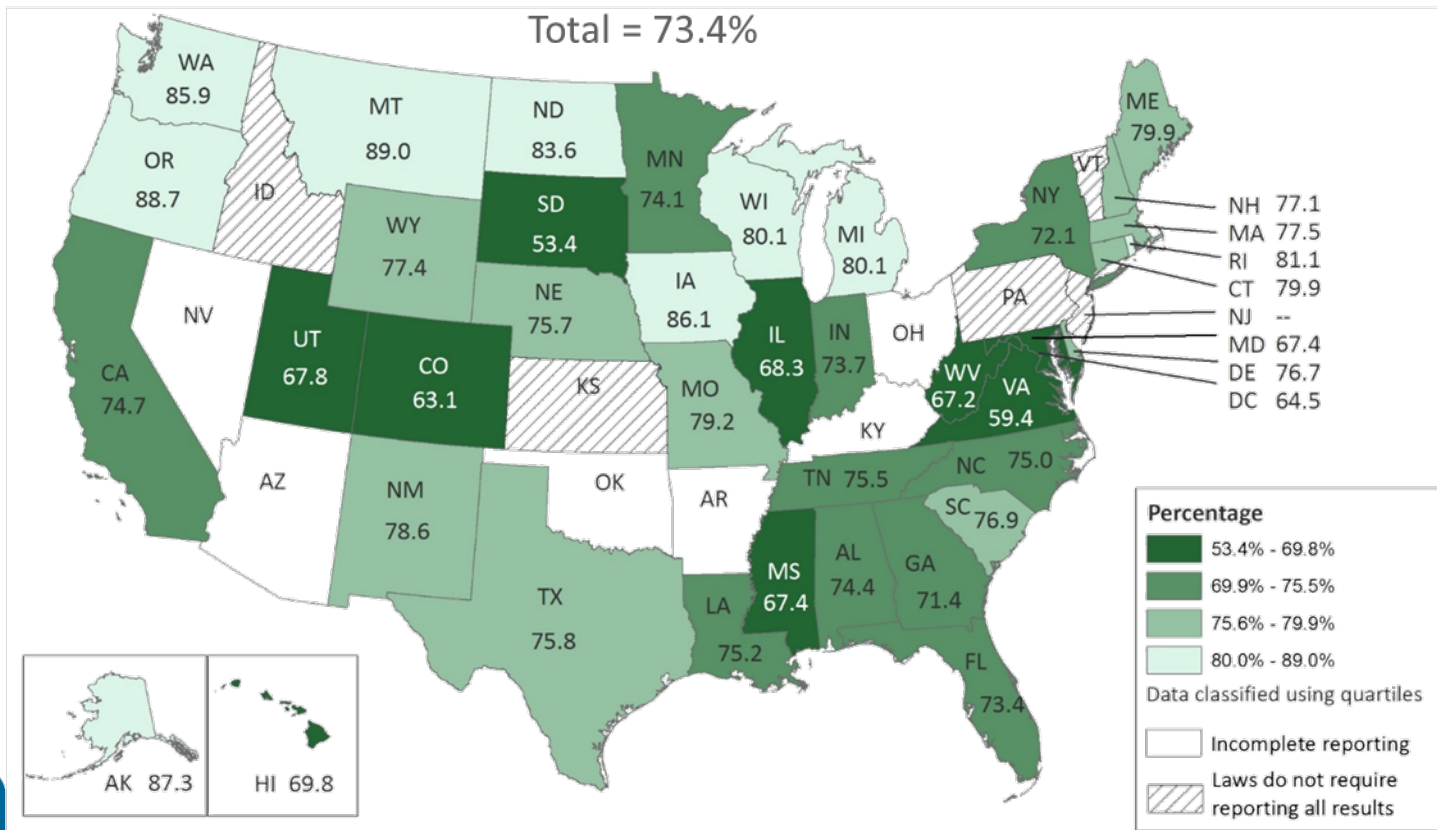 Total = 73.4%
WA
85.9
MT
89.0
ND
83.6
MN
74.1
ME
79.9
OR
88.7
ID
SD
53.4
WI
80.1
MI
80.1
VT
NY
72.1
NH 77.1
MA 77.5
RI 81.1
CT 79.9
NJ --
MD 67.4
DE 76.7
DC 64.5
WY
77.4
NE
75.7
IA
86.1
PA
NV
UT
67.8
CO
63.1
KS
MO
79.2
IL
68.3
IN
73.7
OH
WV
67.2
VA
59.4
KY
CA
74.7
AZ
NM
78.6
OK
AR
TN 75.5
NC 75.0
SC 76.9
TX
75.8
LA
75.2
MS
67.4
AL
74.4
GA
71.4
FL
73.4
AK 87.3
HI 69.8
Percentage
53.4% - 69.8%
69.9% - 75.5%
75.6% - 79.9%
80.0% - 89.0%
Data classified using quartiles
Incomplete reporting
Laws do not require
reporting all results